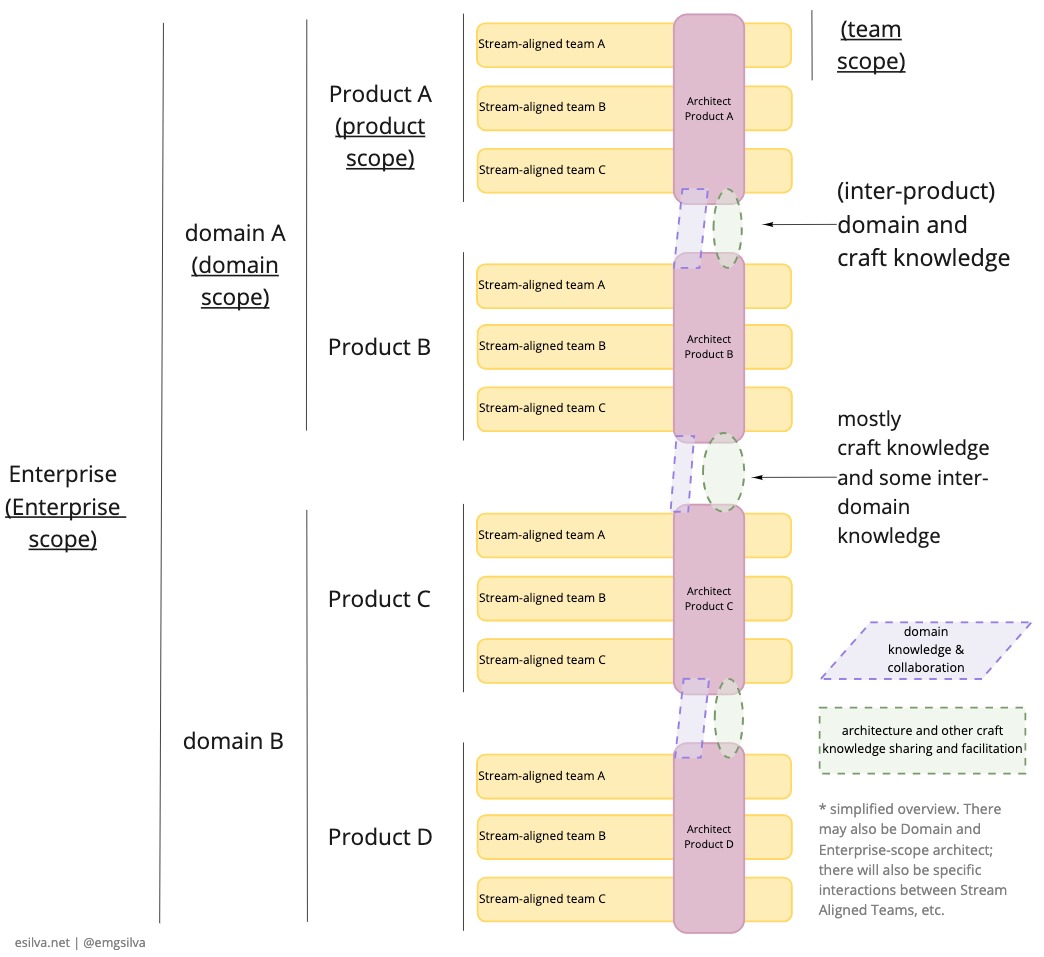 Enterprise
(Enterprise
scope)
domain A
(domain
scope)
domain B
Product A
(product
scope)
Product B
Product C
Product D
Stream-aligned team A
Stream-aligned team B
Stream-aligned team C
Architect
Product A
Stream-aligned team A
Stream-aligned team B
Stream-aligned team C
Architect
Product B
Stream-aligned team A
Stream-aligned team B
Stream-aligned team C
Architect
Product C
Stream-aligned team A
Stream-aligned team B
Stream-aligned team C
Architect
Product D
(team
scope)
(inter-product)
domain and
craft knowledge
mostly
craft knowledge
and some inter-
domain
knowledge
domain
knowledge &
collaboration
architecture and other craft
knowledge sharing and facilitation
* simplified overview. There
may also be Domain and
Enterprise-scope architect;
there will also be specific
interactions between Stream
Aligned Teams, etc.
esilva.net | @emgsilva